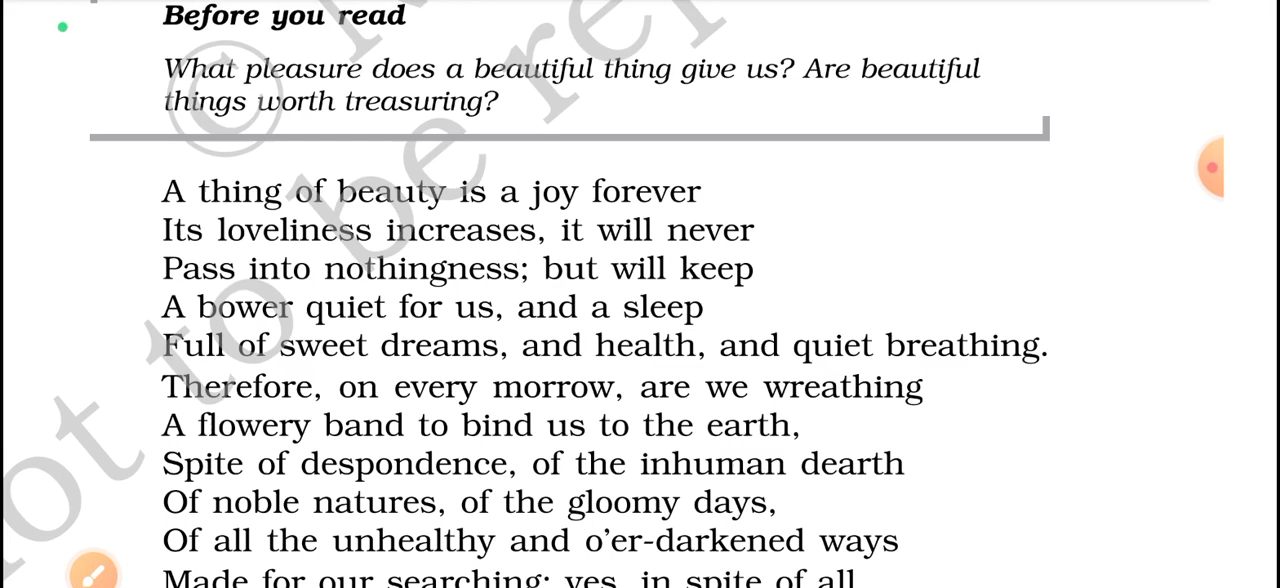 Before you read
What pleasure does a beautiful thing give us? Are beautiful
things worth treasuring?
A thing of beauty is a joy forever
Its loveliness increases, it will never
Pass into nothingness; but will keep
A bower quiet for us, and a sleep
Full of sweet dreams, and health, and quiet breathing.
Therefore, on every morrow, are we wreathing
A flowery band to bind us to the earth,
Spite of despondence, of the inhuman dearth
Of noble natures, of the gloomy days,
Of all the unhealthy and o’er-darkened ways
Made for our searching: yes, in spite of all